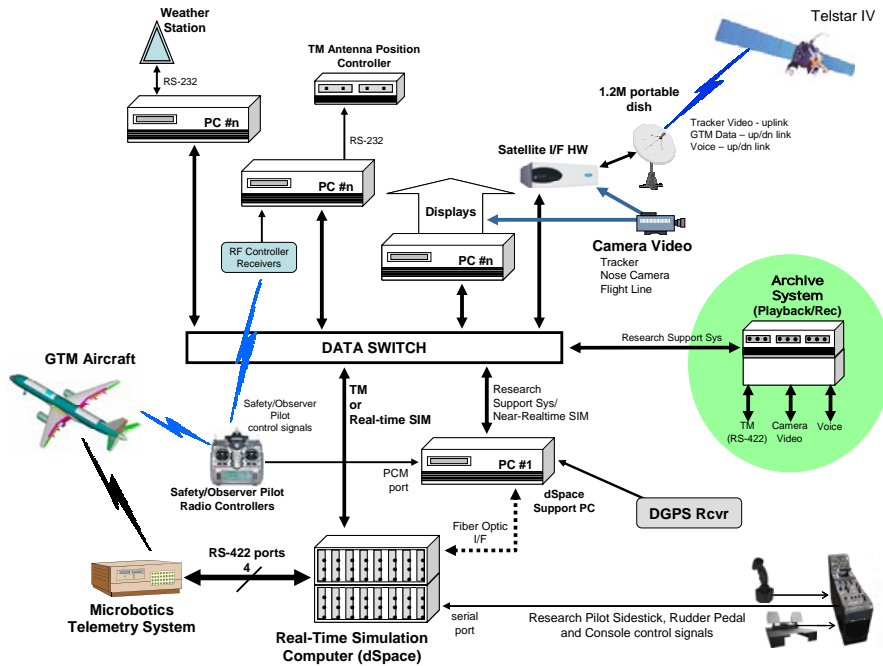 Weather
Station
Telstar IV
TM Antenna Position
Controller
RS-232
1.2M portable
dish
PC #n
Tracker Video - uplink
GTM Data – up/dn link
Voice – up/dn link
RS-232
Satellite I/F HW
PC #n
Displays
RF Controller
Receivers
PC #n
Camera Video
Tracker
Nose Camera
Flight Line
Archive
System
(Playback/Rec)
DATA SWITCH
Research Support Sys
GTM Aircraft
TM
or
Real-time SIM
Research
Support Sys/
Near-Realtime SIM
Safety/Observer
Pilot
control signals
TM
(RS-422)
Camera
Video
Voice
PC #1
PCM
port
Safety/Observer Pilot
Radio Controllers
dSpace
Support PC
DGPS Rcvr
Fiber Optic
I/F
RS-422 ports
4
Microbotics
Telemetry System
serial
port
Research Pilot Sidestick, Rudder Pedal
and Console control signals
Real-Time Simulation
Computer (dSpace)